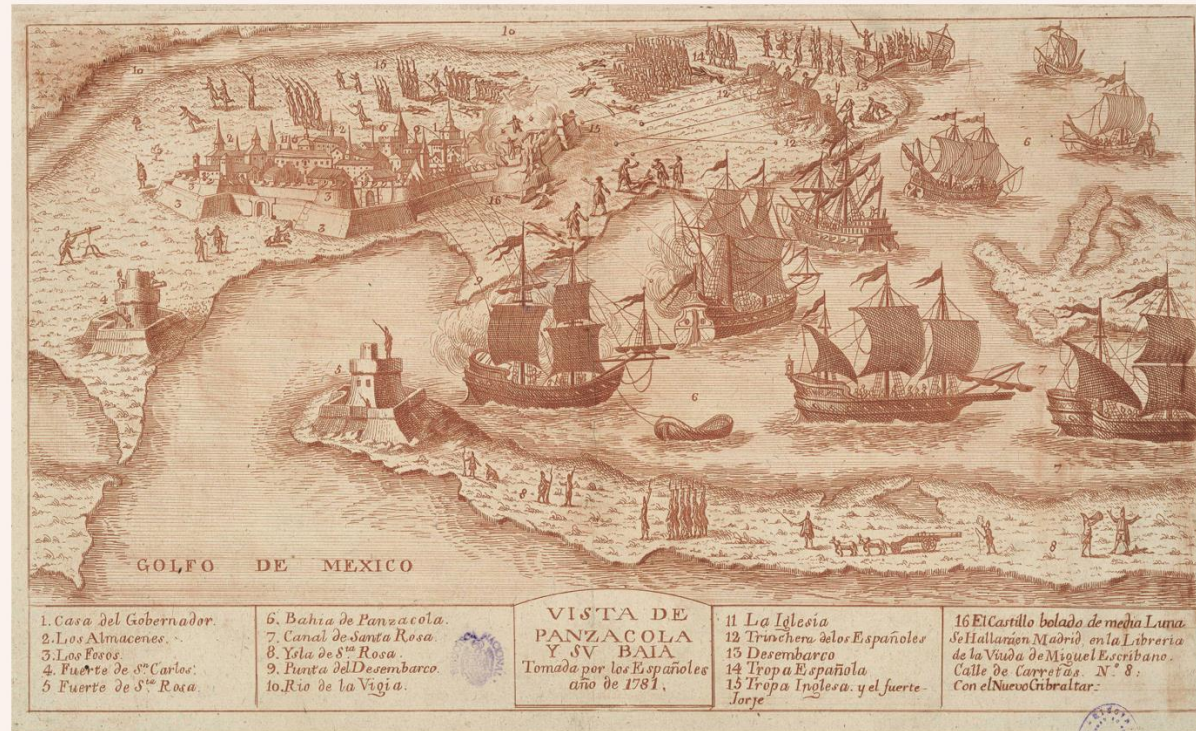 GOLFO DE MEXICO
1. Casa del Gobernador.
2. Los Almacenes.
3. Los Fosos.
4. Fuerte de Sn. Carlos.
5 Fuerte de Sta. Rosa.
6. Bahia de Panzacola.
7. Canal de Santa Rosa.
8. Ysla de Sta. Rosa.
9. Punta del Desembarco.
10. Rio de la Vigia.
VISTA DE
PANZACOLA
Y SV BAIA
Tomada por los Españoles
año de 1781.
11 La Iglesia
12 Trinchera de los Españoles
13 Desembarco
14 Tropa Española
15 Tropa Inglesa. y el fuerte
Jorje
16 El Castillo bolado de media Luna
Se Hallaràn en Madrid, en la Libreria
de la Viuda de Miguel Escribano.
Calle de Carretas N.º 8:
Con el Nuevo Gribraltar.